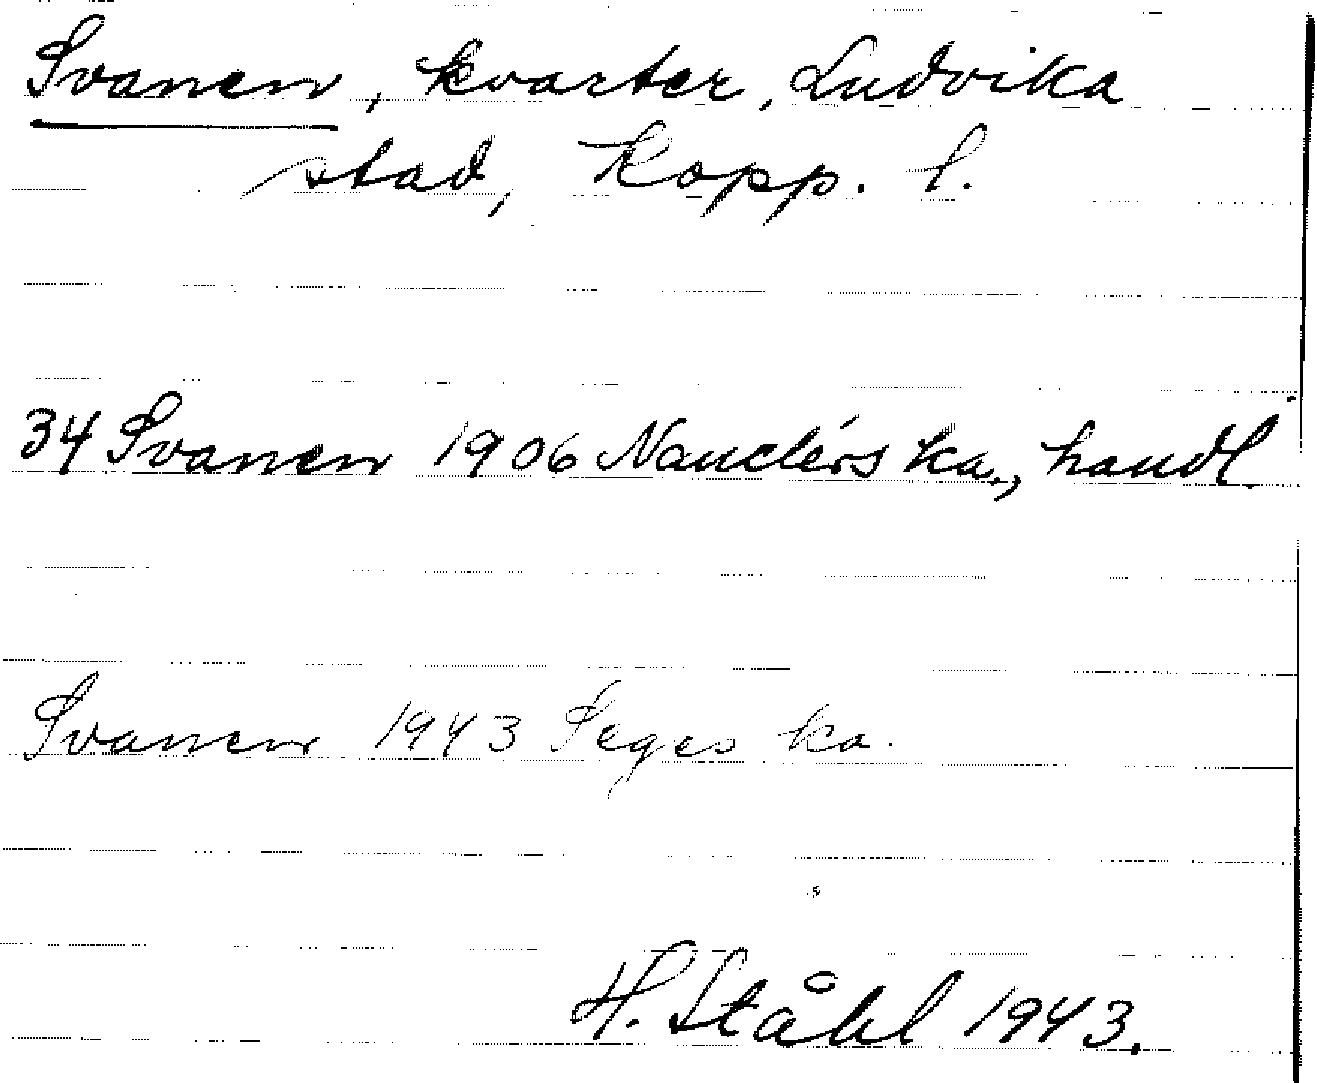 Svanen, kvarter, Ludvika
stad, Kopp. l.
34 Svanen 1906 Nauclérs ka., handl.
Svanen 1943 Seges ka.
H. Ståhl 1943.